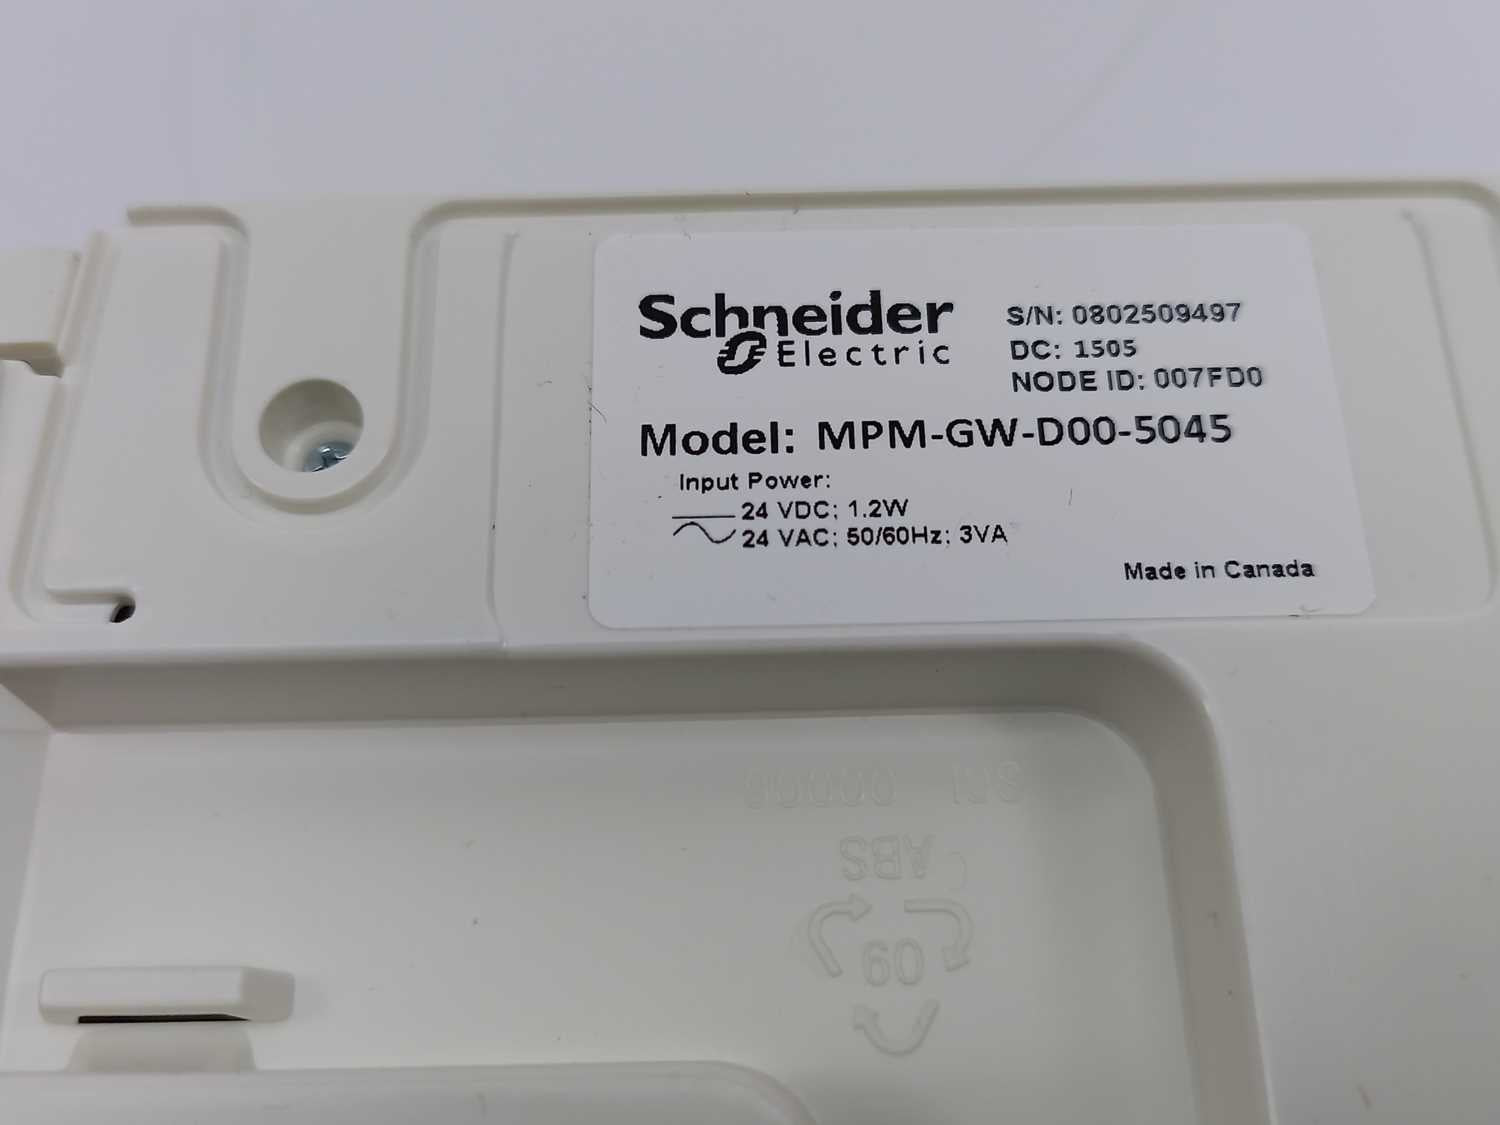 Schneider
Electric
S/N: 0802509497
DC: 1505
NODE ID: 007FD0
Model: MPM-GW-D00-5045
Input Power:
24 VDC: 1.2W
24 VAC: 50/60Hz: 3VA
Made in Canada
ABS
09